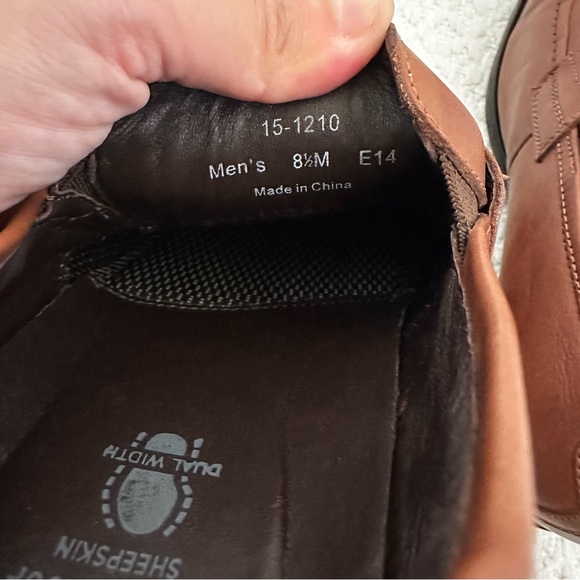 15-1210
Men's 8½M E14
Made in China
DUAL WIDTH
SHEEPSKIN